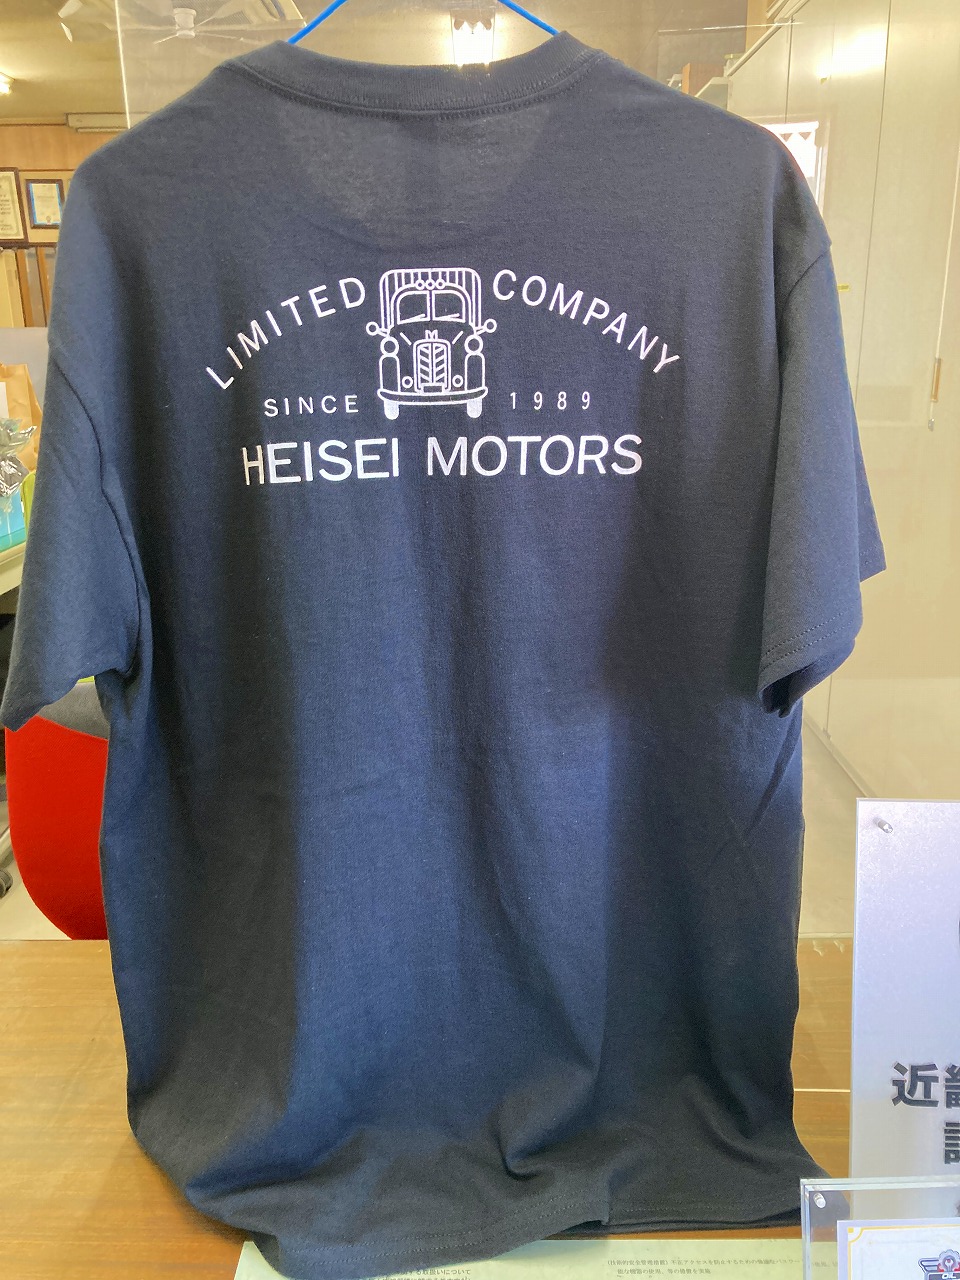 LIMITED COMPANY
SINCE 1989
HEISEI MOTORS
近畿